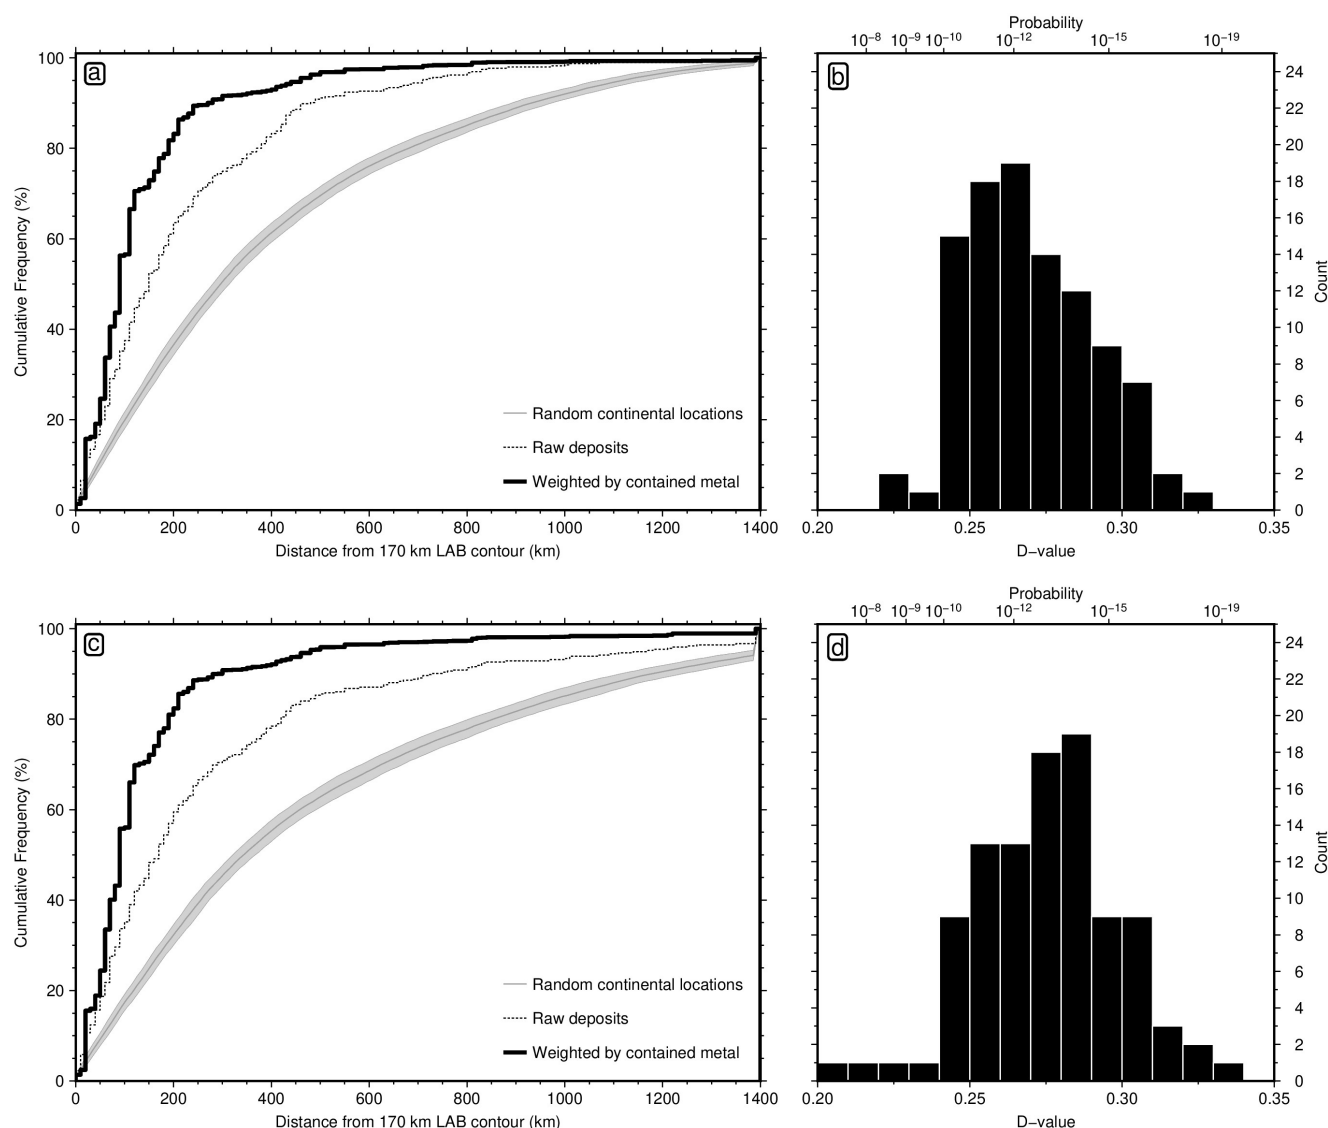 a
Cumulative Frequency (%)
100
80
60
40
20
0
Random continental locations
Raw deposits
Weighted by contained metal
0 200 400 600 800 1000 1200 1400
Distance from 170 km LAB contour (km)
Probability
10−8 10−9 10−10 10−12 10−15 10−19
b
24
22
20
18
16
14
12
10
8
6
4
2
0
Count
0.20 0.25 0.30 0.35
D−value
c
Cumulative Frequency (%)
100
80
60
40
20
0
Random continental locations
Raw deposits
Weighted by contained metal
0 200 400 600 800 1000 1200 1400
Distance from 170 km LAB contour (km)
Probability
10−8 10−9 10−10 10−12 10−15 10−19
d
24
22
20
18
16
14
12
10
8
6
4
2
0
Count
0.20 0.25 0.30 0.35
D−value